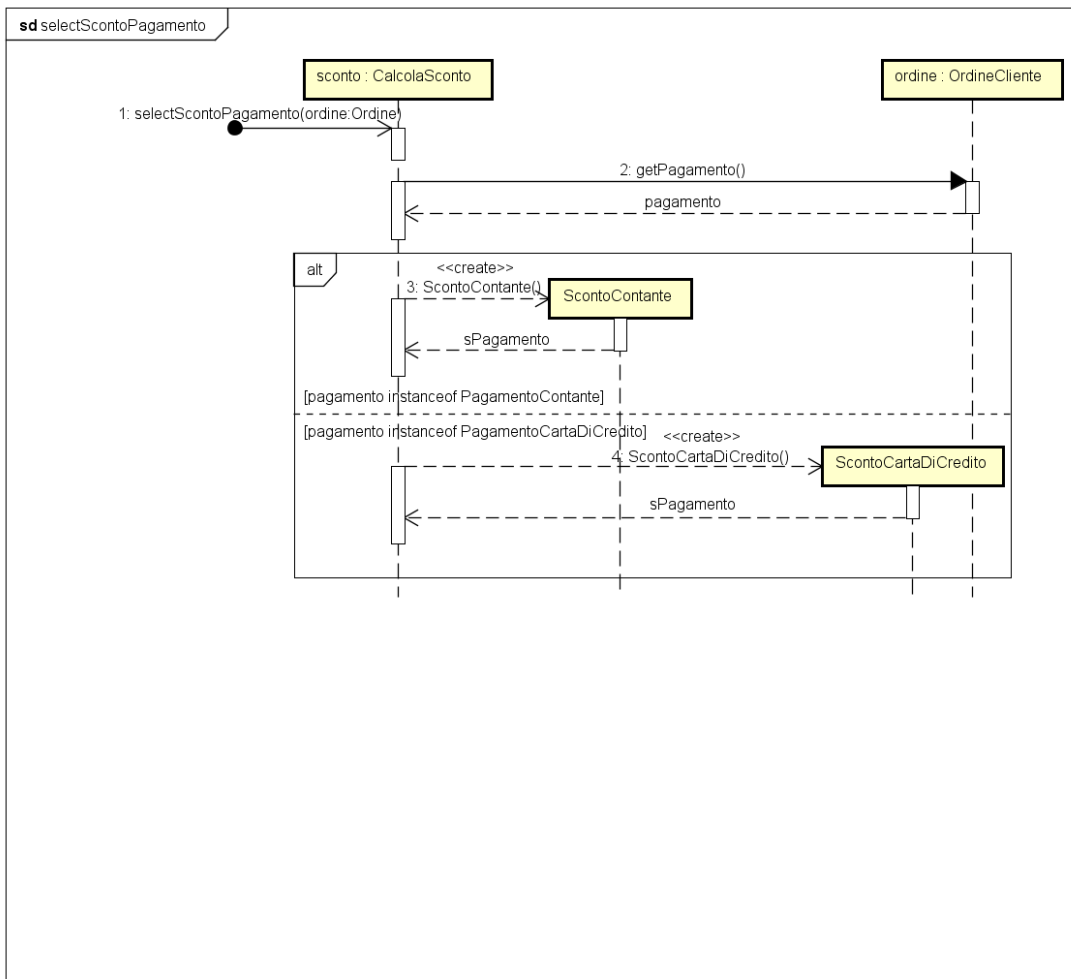 sd selectScontoPagamento
sconto : CalcolaSconto
ordine : OrdineCliente
1: selectScontoPagamento(ordine:Ordine)
2: getPagamento()
pagamento
alt
<<create>>
3: ScontoContante()
ScontoContante
sPagamento
[pagamento instanceof PagamentoContante]
[pagamento instanceof PagamentoCartaDiCredito]
<<create>>
4: ScontoCartaDiCredito()
ScontoCartaDiCredito
sPagamento